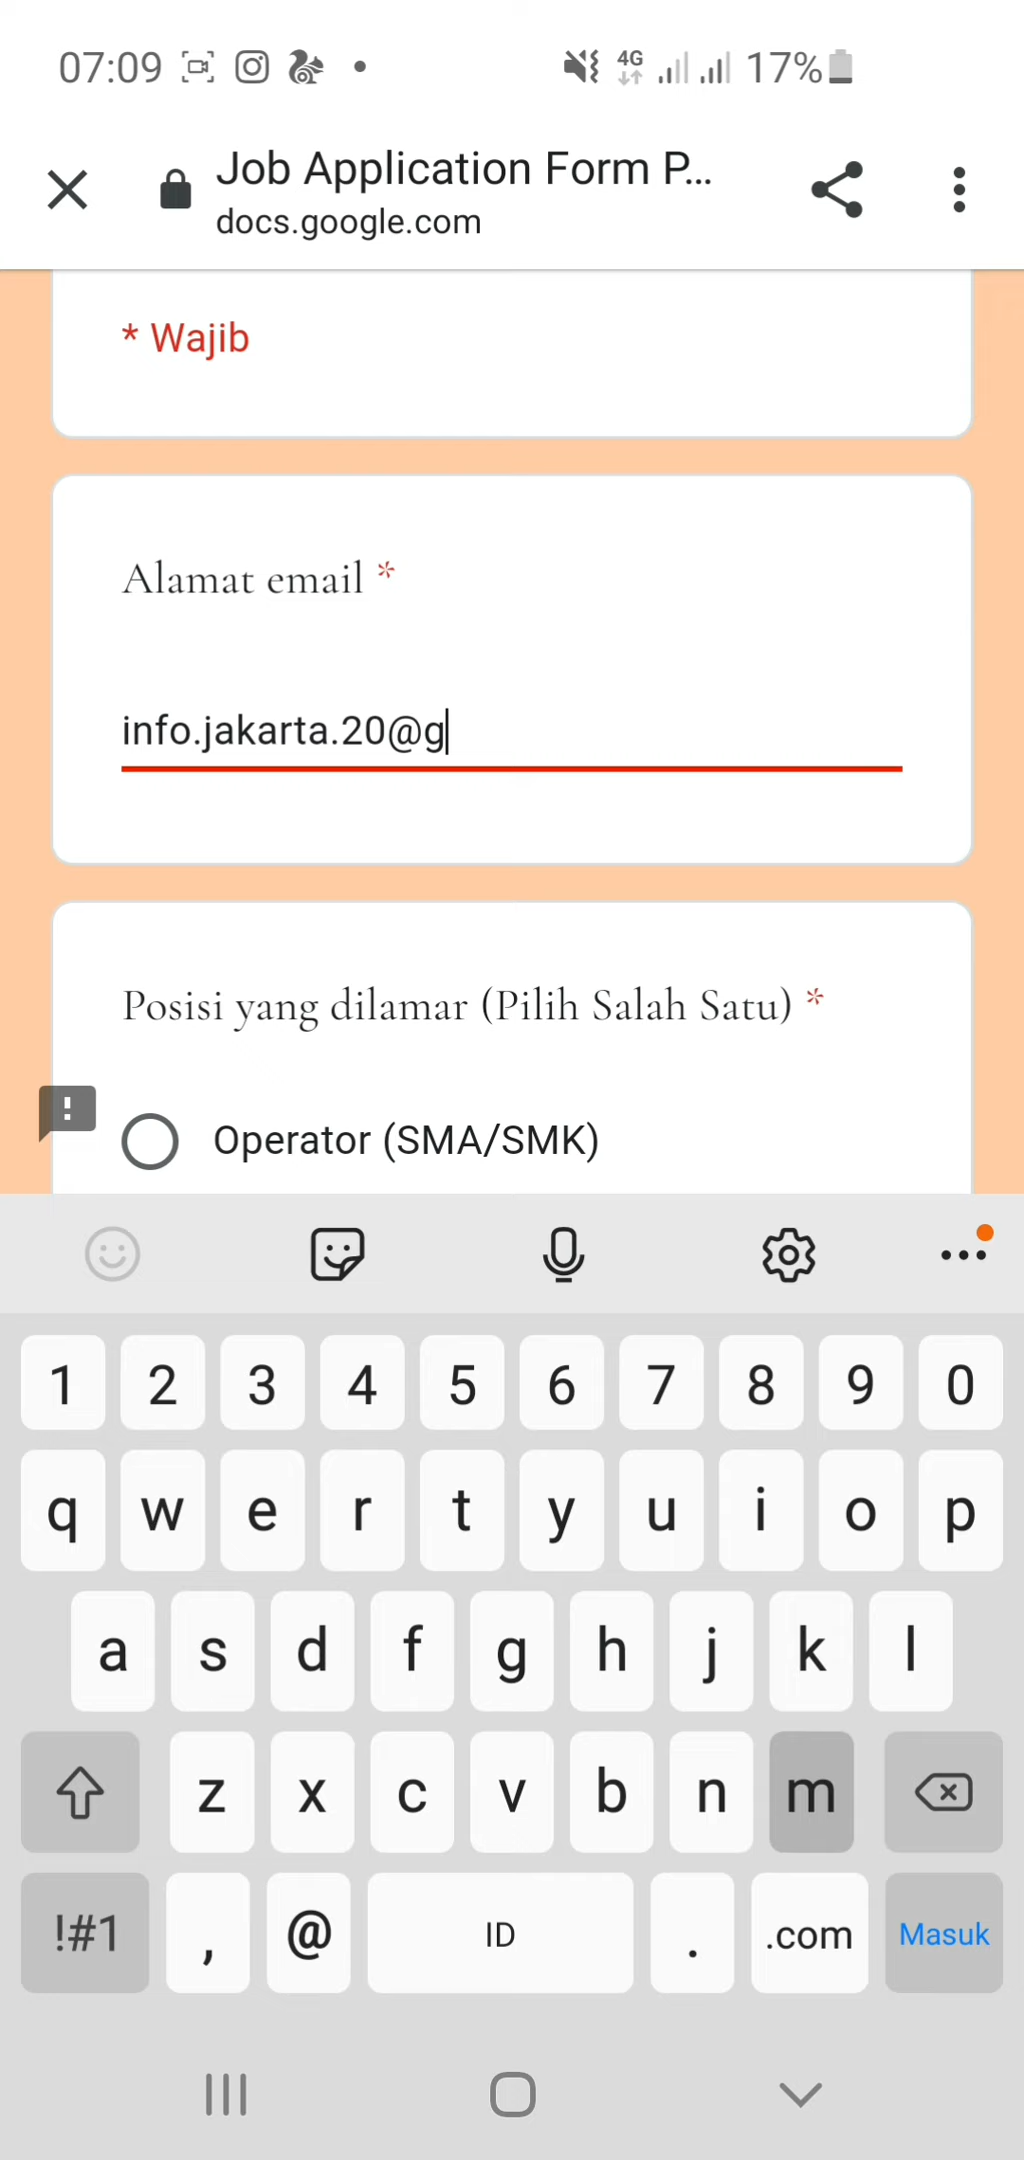 07:09
4G
17%
Job Application Form P...
docs.google.com
* Wajib
Alamat email *
info.jakarta.20@g
Posisi yang dilamar (Pilih Salah Satu) *
Operator (SMA/SMK)
1 2 3 4 5 6 7 8 9 0
q w e r t y u i o p
a s d f g h j k l
z x c v b n m
!#1 , @ ID . .com Masuk